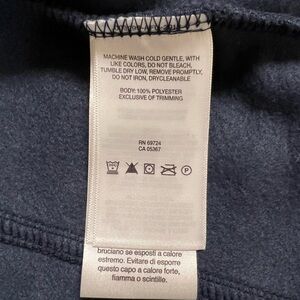 MACHINE WASH COLD GENTLE, WITH
LIKE COLORS, DO NOT BLEACH,
TUMBLE DRY LOW, REMOVE PROMPTLY,
DO NOT IRON, DRYCLEANABLE
BODY: 100% POLYESTER
EXCLUSIVE OF TRIMMING
RN 69724
CA 05367
bruciano se esposti a calore
estremo. Evitare di esporre
questo capo a calore forte,
fiamma o scintille.